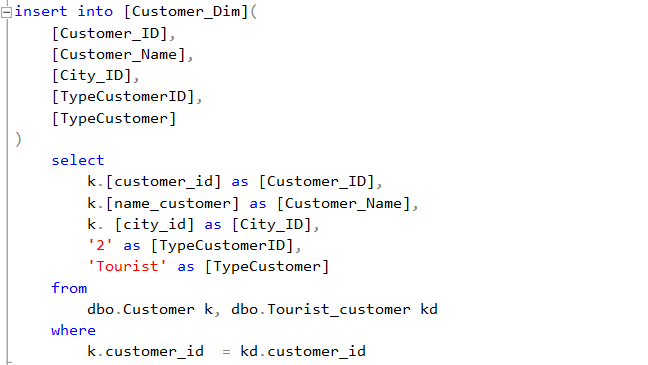 insert into [Customer_Dim](
[Customer_ID],
[Customer_Name],
[City_ID],
[TypeCustomerID],
[TypeCustomer]
)
select
k.[customer_id] as [Customer_ID],
k.[name_customer] as [Customer_Name],
k. [city_id] as [City_ID],
'2' as [TypeCustomerID],
'Tourist' as [TypeCustomer]
from
dbo.Customer k, dbo.Tourist_customer kd
where
k.customer_id  = kd.customer_id